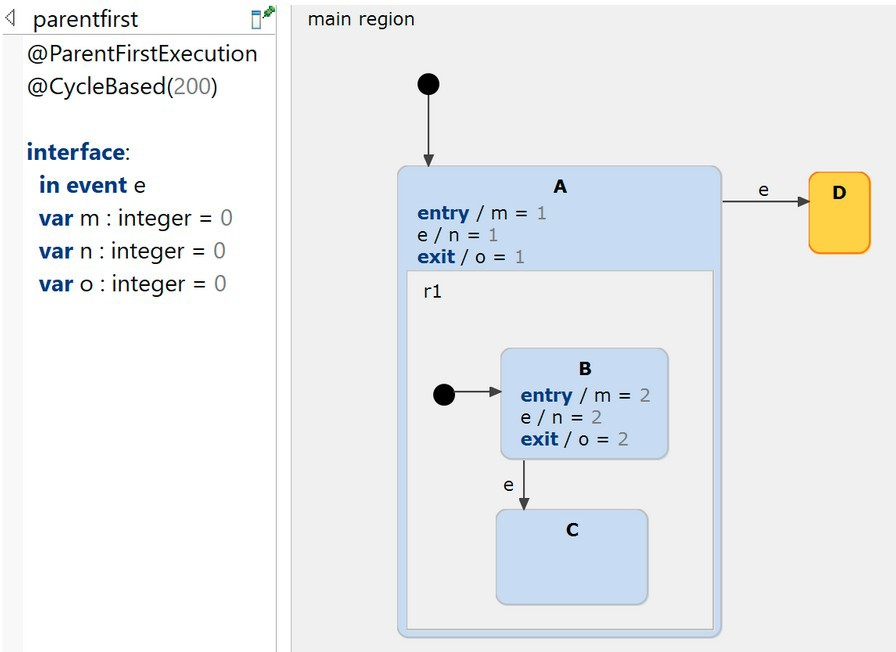 parentfirst
@ParentFirstExecution
@CycleBased(200)
interface:
in event e
var m : integer = 0
var n : integer = 0
var o : integer = 0
main region
A
entry / m = 1
e / n = 1
exit / o = 1
e
D
r1
B
entry / m = 2
e / n = 2
exit / o = 2
e
C